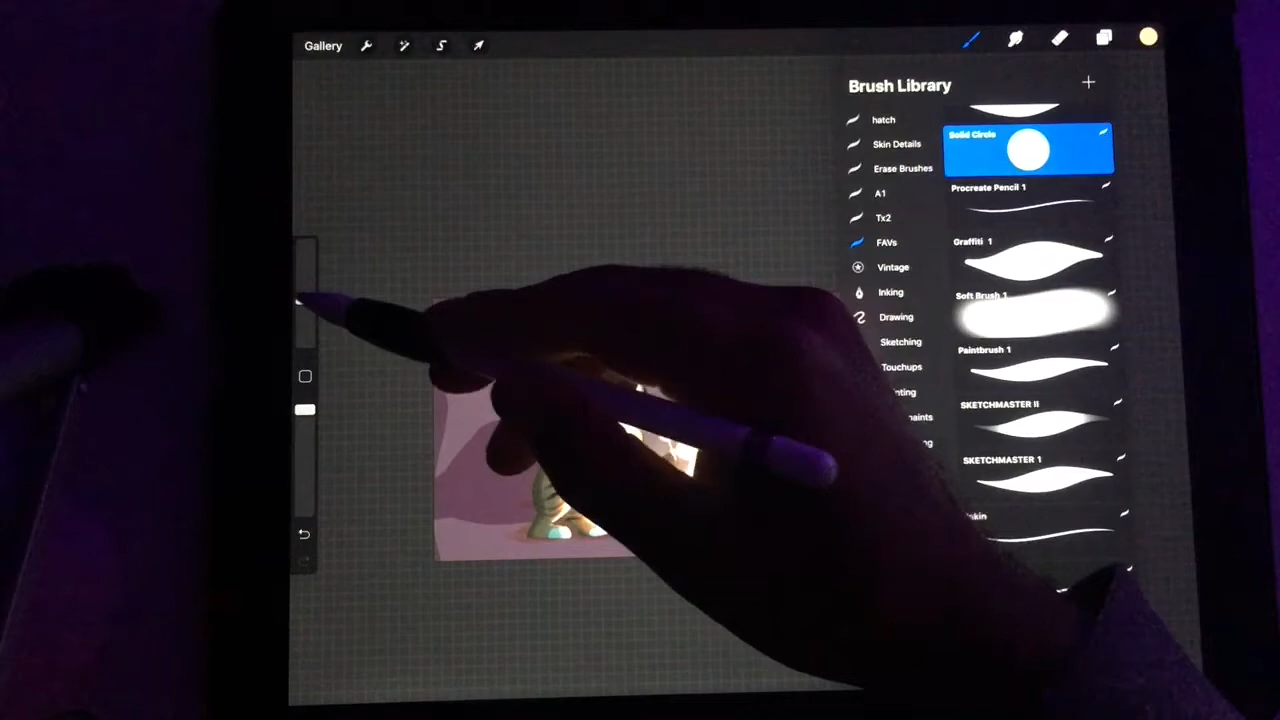 Gallery
Brush Library
hatch
Skin Details
Erase Brushes
A1
Tx2
FAVs
Vintage
Inking
Drawing
Sketching
Touchups
Solid Circle
Procreate Pencil 1
Graffiti 1
Soft Brush 1
Paintbrush 1
SKETCHMASTER II
SKETCHMASTER 1